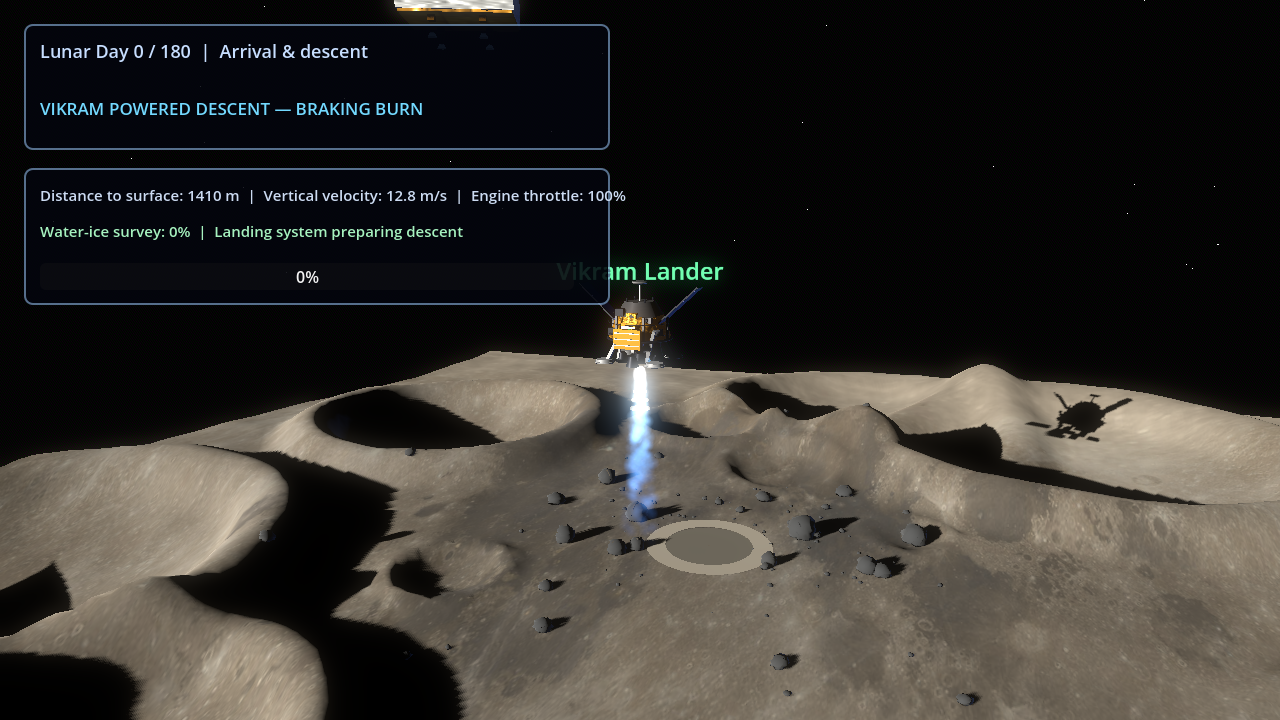 Lunar Day 0 / 180 | Arrival & descent
VIKRAM POWERED DESCENT — BRAKING BURN
Distance to surface: 1410 m | Vertical velocity: 12.8 m/s | Engine throttle: 100%
Water-ice survey: 0% | Landing system preparing descent
0%
Vikram Lander